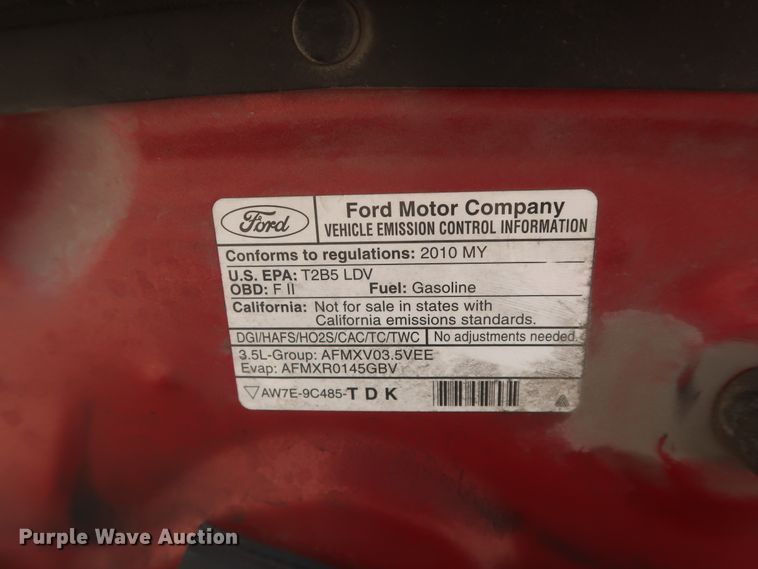 Ford
Ford Motor Company
VEHICLE EMISSION CONTROL INFORMATION
Conforms to regulations: 2010 MY
U.S. EPA: T2B5 LDV
OBD: F II Fuel: Gasoline
California: Not for sale in states with
California emissions standards.
DGI/HAFS/HO2S/CAC/TC/TWC No adjustments needed.
3.5L-Group: AFMXV03.5VEE
Evap: AFMXR0145GBV
AW7E-9C485-T D K
Purple Wave Auction